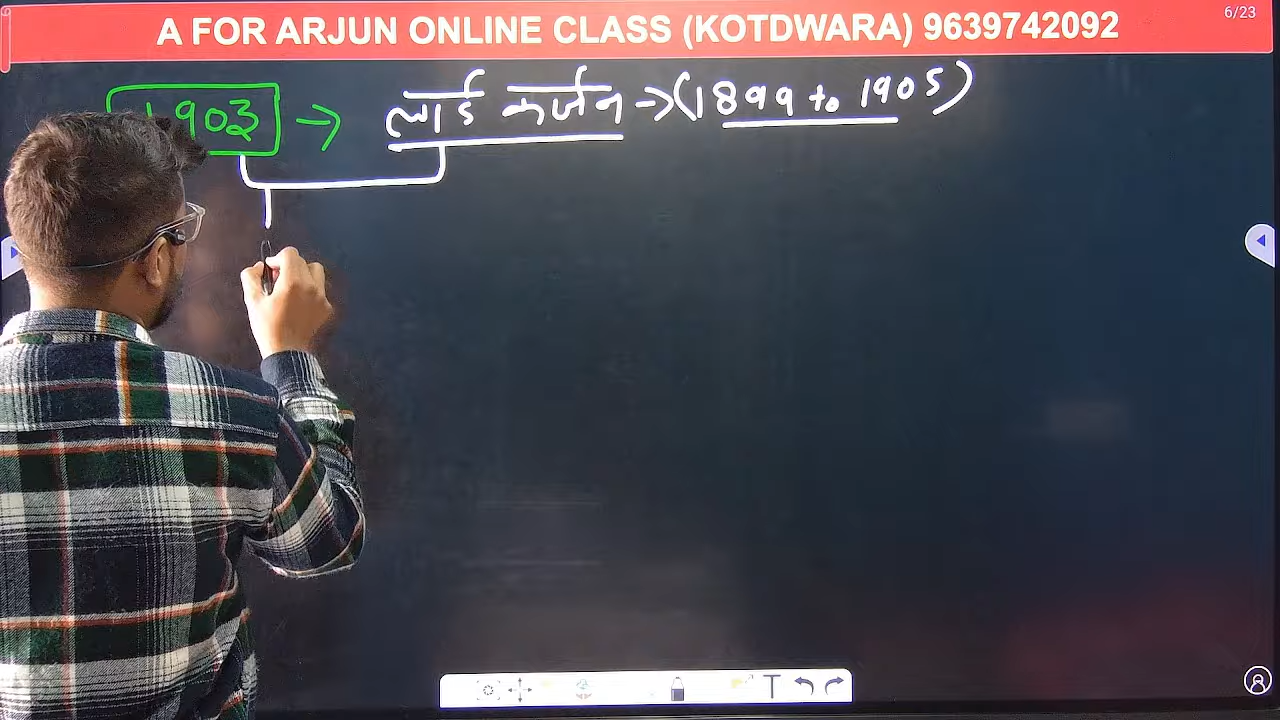 6/23
A FOR ARJUN ONLINE CLASS (KOTDWARA) 9639742092
1903 → लार्ड कर्जन → (1899 to 1905)
T